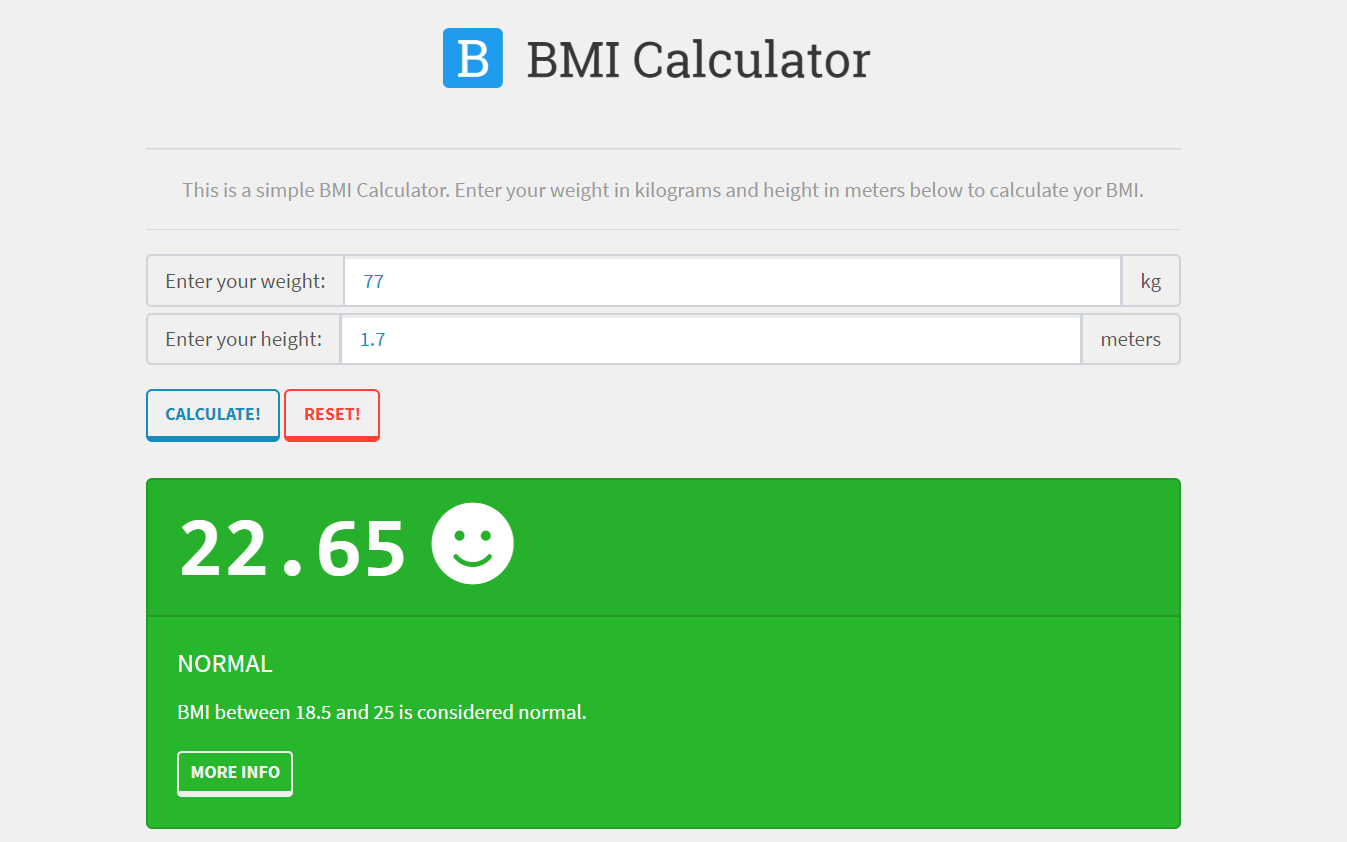 B BMI Calculator
This is a simple BMI Calculator. Enter your weight in kilograms and height in meters below to calculate yor BMI.
Enter your weight: 77 kg
Enter your height: 1.7 meters
CALCULATE! RESET!
22.65
NORMAL
BMI between 18.5 and 25 is considered normal.
MORE INFO